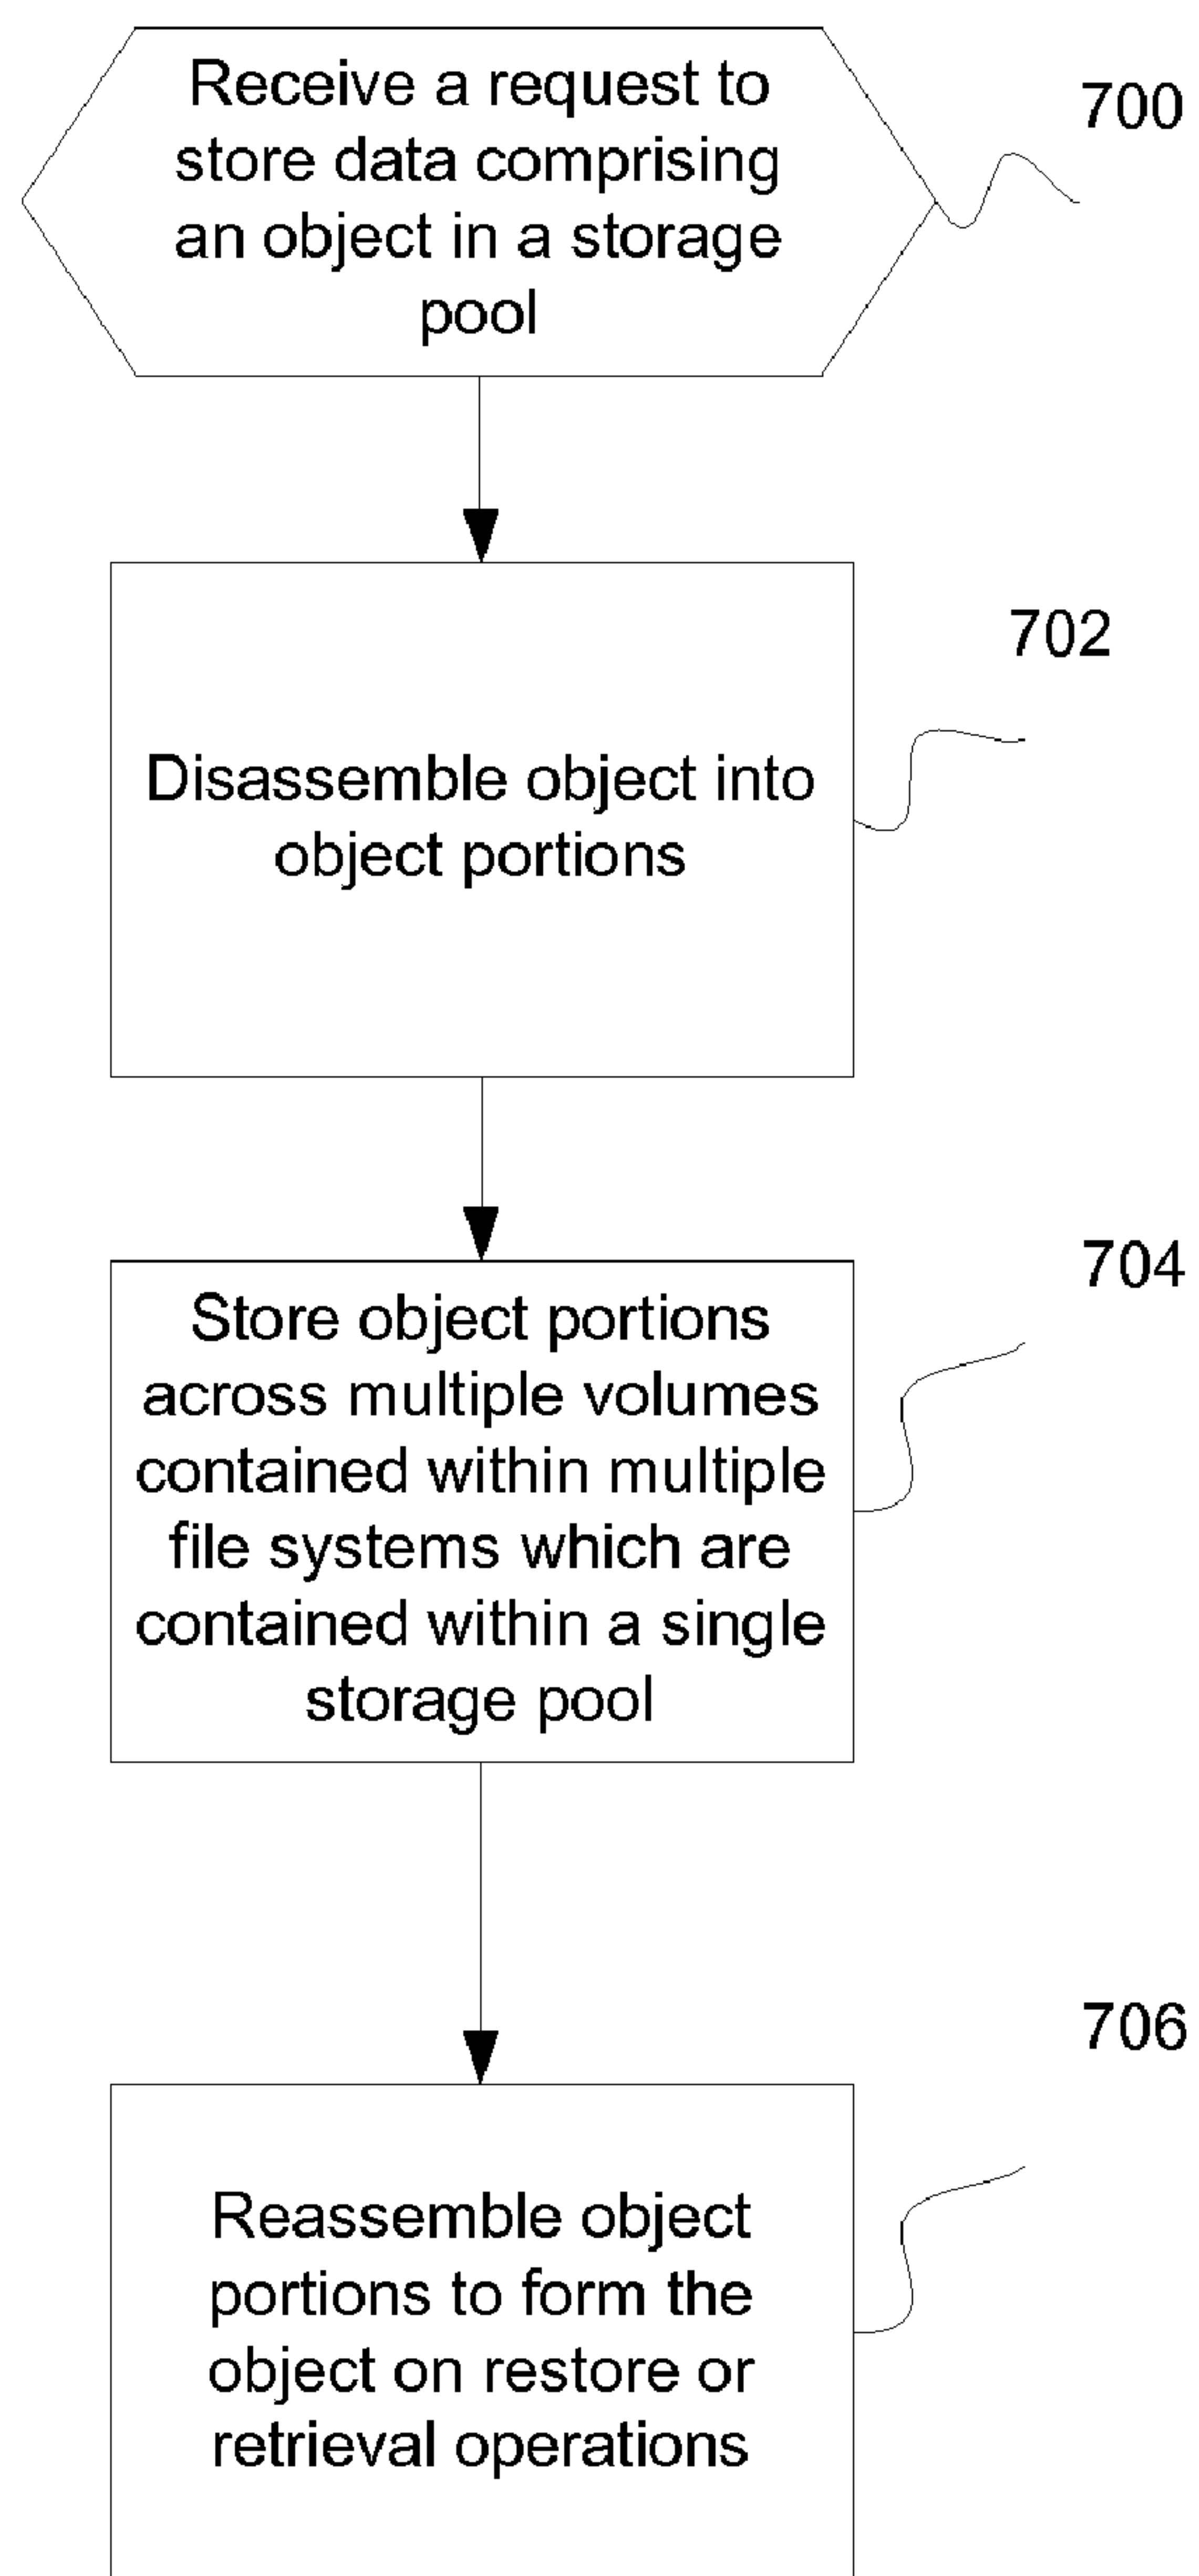 Receive a request to
store data comprising
an object in a storage
pool
700
702
Disassemble object into
object portions
704
Store object portions
across multiple volumes
contained within multiple
file systems which are
contained within a single
storage pool
706
Reassemble object
portions to form the
object on restore or
retrieval operations